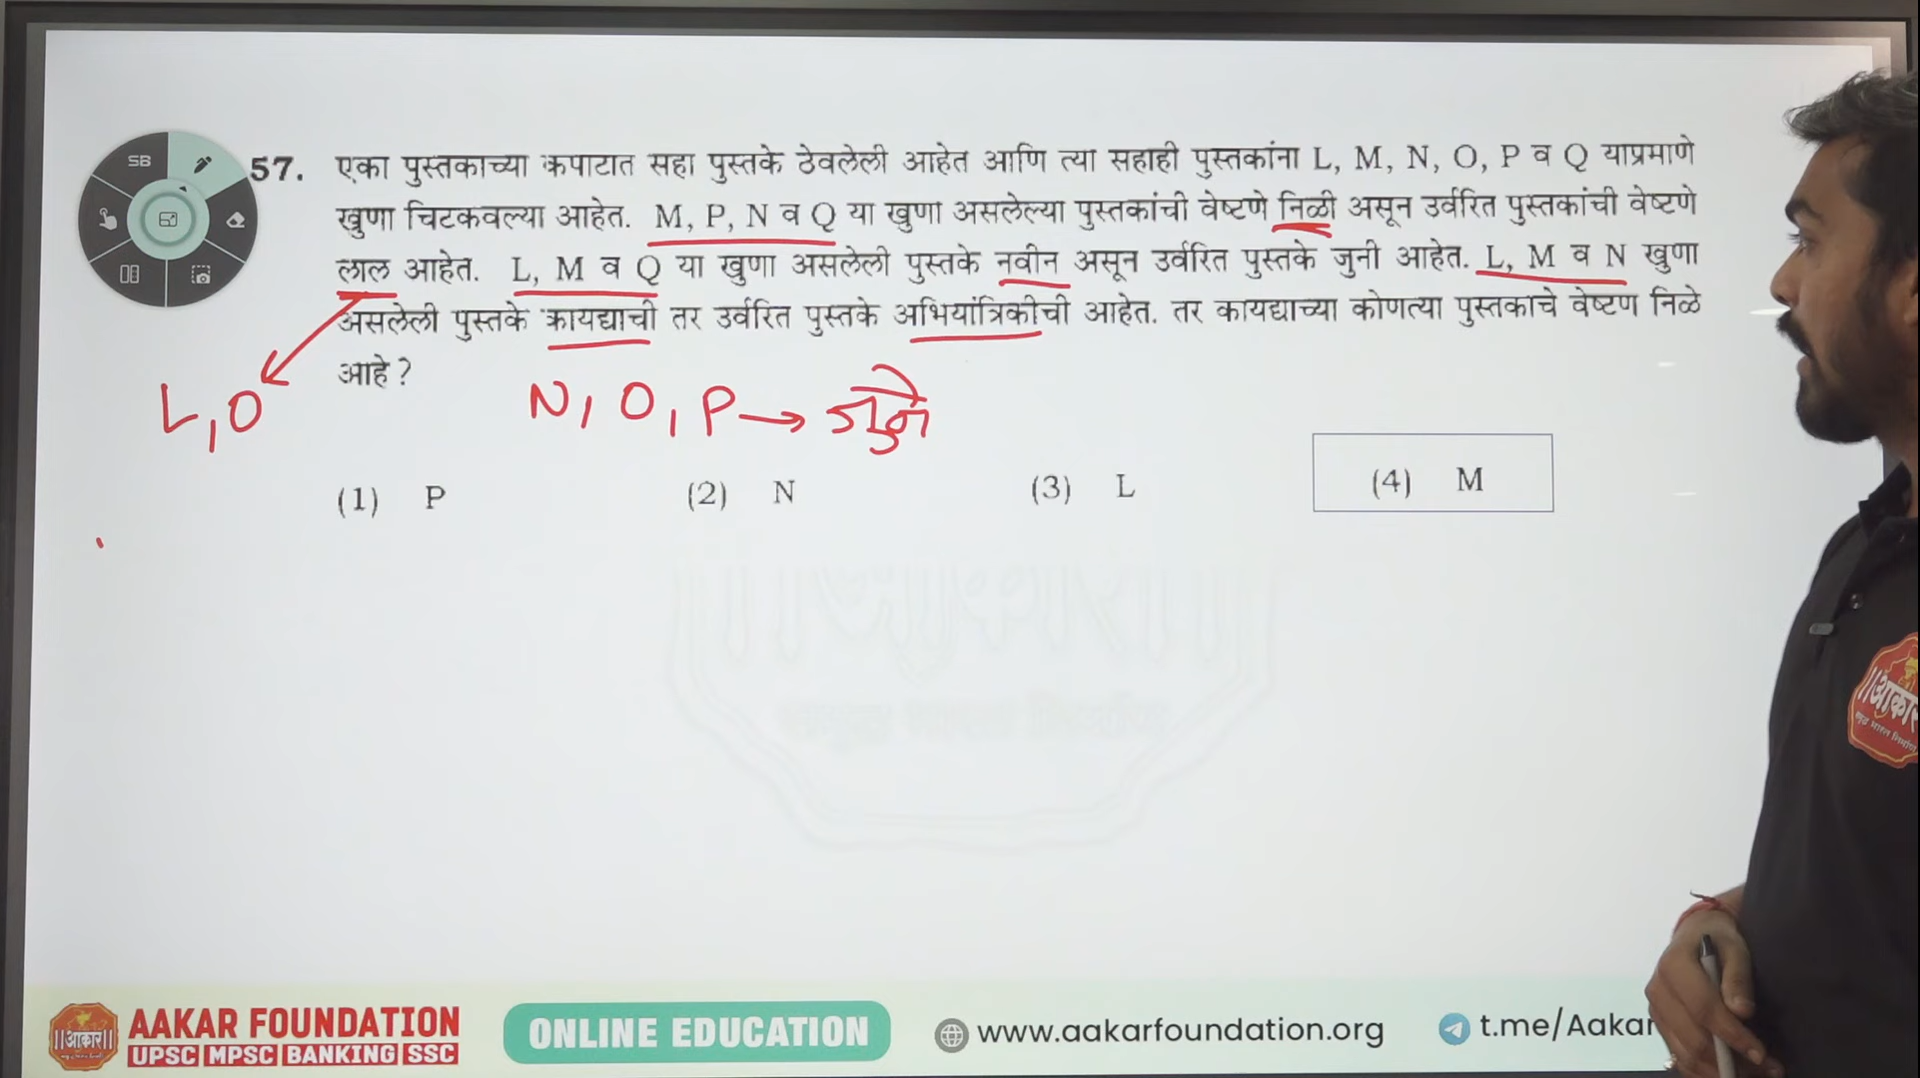 SB
57. एका पुस्तकाच्या कपाटात सहा पुस्तके ठेवलेली आहेत आणि त्या सहाही पुस्तकांना L, M, N, O, P व Q याप्रमाणे
खुणा चिटकवल्या आहेत. M, P, N व Q या खुणा असलेल्या पुस्तकांची वेष्टणे निळी असून उर्वरित पुस्तकांची वेष्टणे
लाल आहेत. L, M व Q या खुणा असलेली पुस्तके नवीन असून उर्वरित पुस्तके जुनी आहेत. L, M व N खुणा
असलेली पुस्तके कायद्याची तर उर्वरित पुस्तके अभियांत्रिकीची आहेत. तर कायद्याच्या कोणत्या पुस्तकाचे वेष्टण निळे
आहे ?
L, O N, O, P → जुने
(1) P (2) N (3) L (4) M
॥आकार॥
॥आकार॥ AAKAR FOUNDATION
UPSC MPSC BANKING SSC
ONLINE EDUCATION
www.aakarfoundation.org
t.me/Aakar